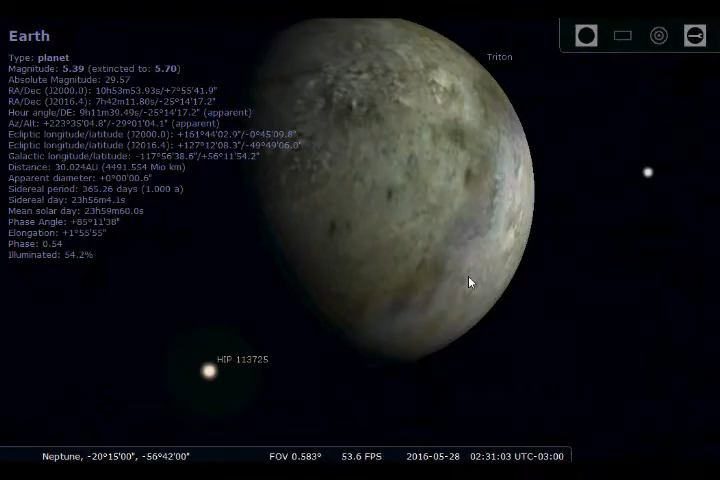 Earth
Type: planet
Magnitude: 5.39 (extincted to: 5.70)
Absolute Magnitude: 29.57
RA/Dec (J2000.0): 10h53m53.93s/+7°55'41.9"
RA/Dec (J2016.4): 7h42m11.80s/-25°14'17.2"
Hour angle/DE: 9h11m39.49s/-25°14'17.2" (apparent)
Az/Alt: +223°35'04.8"/-29°01'04.1" (apparent)
Ecliptic longitude/latitude (J2000.0): +161°44'02.9"/-0°45'09.8"
Ecliptic longitude/latitude (J2016.4): +127°12'08.3"/-49°49'06.0"
Galactic longitude/latitude: -117°56'38.6"/+56°11'54.2"
Distance: 30.024AU (4491.554 Mio km)
Apparent diameter: +0°00'00.6"
Sidereal period: 365.26 days (1.000 a)
Sidereal day: 23h56m4.1s
Mean solar day: 23h59m60.0s
Phase Angle: +85°11'38"
Elongation: +1°55'55"
Phase: 0.54
Illuminated: 54.2%
Triton
HIP 113725
Neptune, -20°15'00", -56°42'00" FOV 0.583° 53.6 FPS 2016-05-28 02:31:03 UTC-03:00